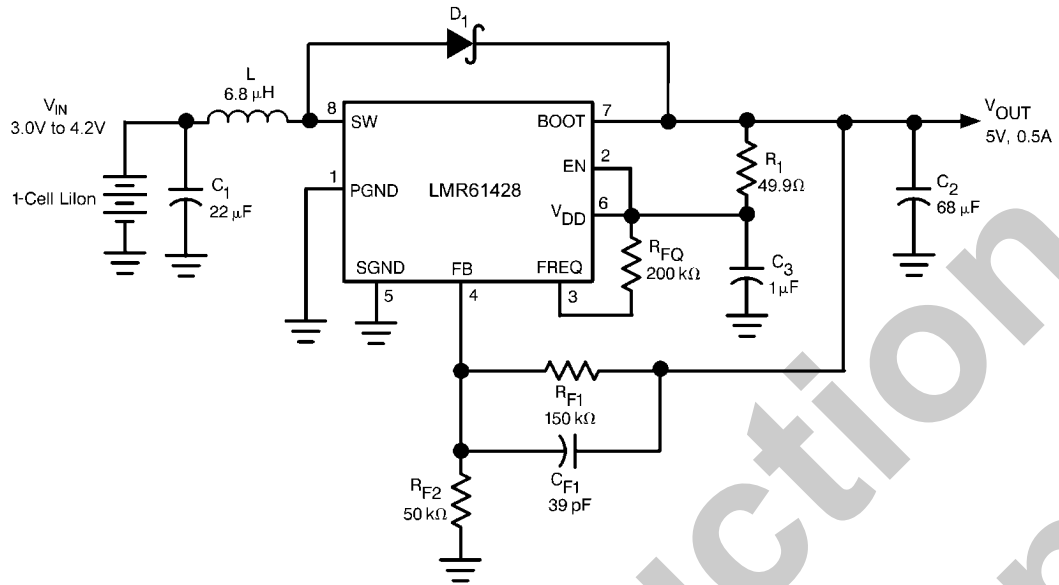 D1
L
6.8 μH
VIN
3.0V to 4.2V
8
SW
BOOT
7
VOUT
5V, 0.5A
R1
49.9Ω
2
EN
1
PGND
LMR61428
1-Cell LiIon
C1
22 μF
VDD
6
C2
68 μF
RFQ
200 kΩ
C3
1μF
SGND
FB
FREQ
5
4
3
RF1
150 kΩ
CF1
39 pF
RF2
50 kΩ
uction